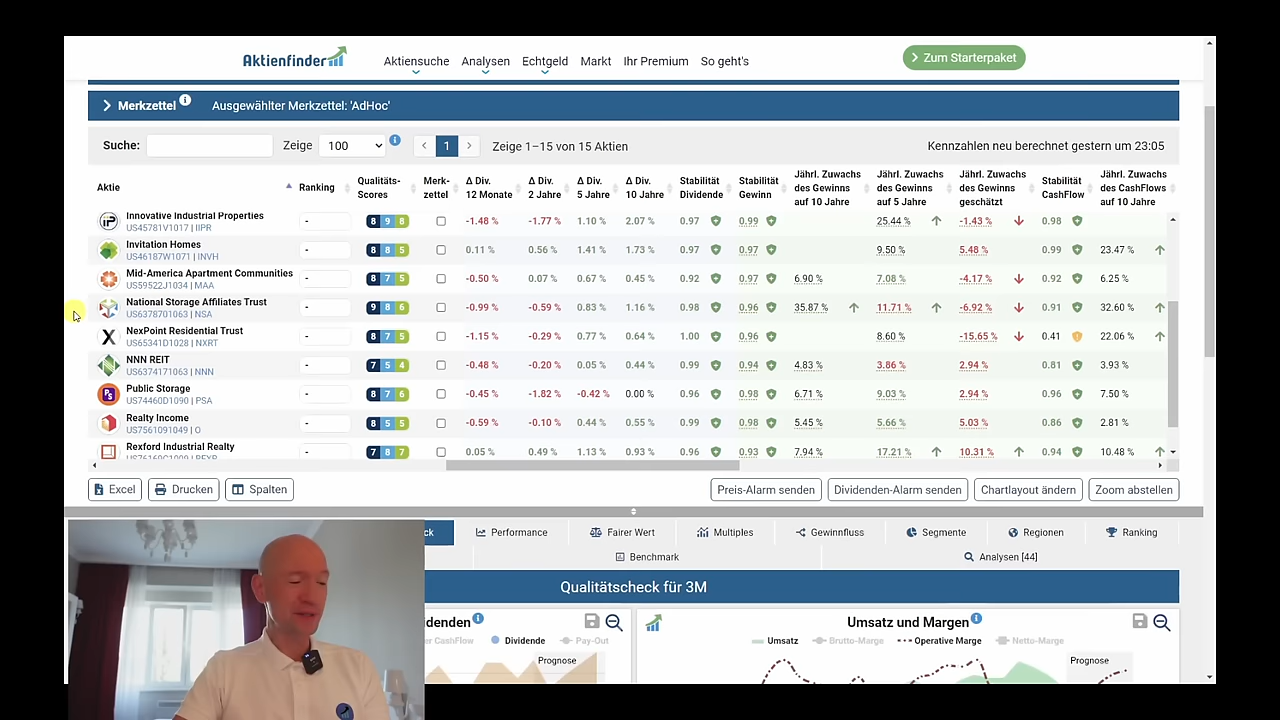 Aktienfinder
Aktiensuche Analysen Echtgeld Markt Ihr Premium So geht's
Zum Starterpaket
Merkzettel Ausgewählter Merkzettel: 'AdHoc'
Suche: Zeige 100 1 Zeige 1–15 von 15 Aktien Kennzahlen neu berechnet gestern um 23:05
Aktie Ranking Qualitäts-Scores Merk-zettel Δ Div. 12 Monate Δ Div. 2 Jahre Δ Div. 5 Jahre Δ Div. 10 Jahre Stabilität Dividende Stabilität Gewinn Jährl. Zuwachs des Gewinns auf 10 Jahre Jährl. Zuwachs des Gewinns auf 5 Jahre Jährl. Zuwachs des Gewinns geschätzt Stabilität CashFlow Jährl. Zuwachs des CashFlows auf 10 Jahre
Innovative Industrial Properties - 8 9 8 -1.48 % -1.77 % 1.10 % 2.07 % 0.97 0.99 25.44 % -1.43 % 0.98
US45781V1017 | IIPR
Invitation Homes - 8 8 5 0.11 % 0.56 % 1.41 % 1.73 % 0.97 0.97 9.50 % 5.48 % 0.99 23.47 %
US46187W1071 | INVH
Mid-America Apartment Communities - 8 7 5 -0.50 % 0.07 % 0.67 % 0.45 % 0.92 0.92 6.90 % 7.08 % -4.17 % 0.92 6.25 %
US59522J1034 | MAA
National Storage Affiliates Trust - 9 8 6 -0.99 % -0.59 % 0.83 % 1.16 % 0.98 0.96 35.87 % 11.71 % -6.92 % 0.91 32.60 %
US6378701063 | NSA
NexPoint Residential Trust - 8 7 5 -1.15 % -0.29 % 0.77 % 0.64 % 1.00 0.96 8.60 % -15.65 % 0.41 22.06 %
US65341D1028 | NXRT
NNN REIT - 7 5 4 -0.48 % -0.20 % 0.05 % 0.44 % 0.99 0.94 4.83 % 3.86 % 2.94 % 0.81 3.93 %
US6374171063 | NNN
Public Storage - 8 7 6 -0.45 % -1.82 % -0.42 % 0.00 % 0.96 0.98 6.71 % 9.03 % 2.94 % 0.96 7.50 %
US74460D1090 | PSA
Realty Income - 8 5 5 -0.59 % -0.10 % 0.44 % 0.55 % 0.99 0.98 5.45 % 5.66 % 5.03 % 0.86 2.81 %
US7561091049 | O
Rexford Industrial Realty - 7 8 7 0.05 % 0.49 % 1.13 % 0.93 % 0.96 0.93 7.94 % 17.21 % 10.31 % 0.94 10.48 %
Excel Drucken Spalten Preis-Alarm senden Dividenden-Alarm senden Chartlayout ändern Zoom abstellen
ck Performance Fairer Wert Multiples Gewinnfluss Segmente Regionen Ranking
Benchmark Analysen [44]
Qualitätscheck für 3M
denden Umsatz und Margen
er CashFlow Dividende Pay-Out Umsatz Brutto-Marge Operative Marge Netto-Marge
Prognose Prognose